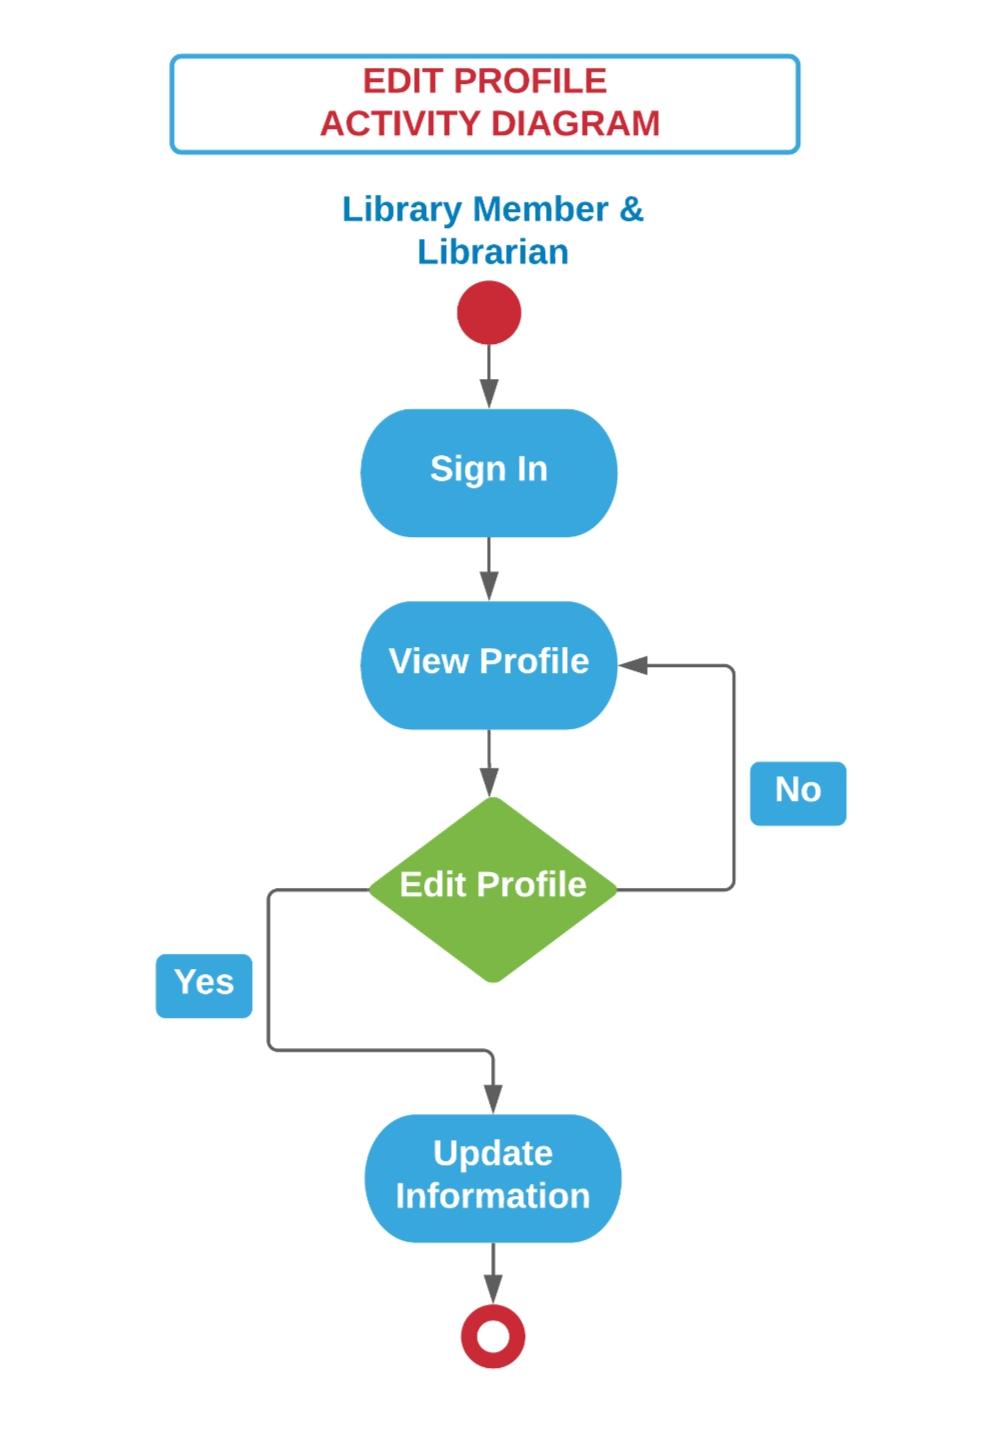 EDIT PROFILE
ACTIVITY DIAGRAM
Library Member &
Librarian
Sign In
View Profile
No
Edit Profile
Yes
Update
Information